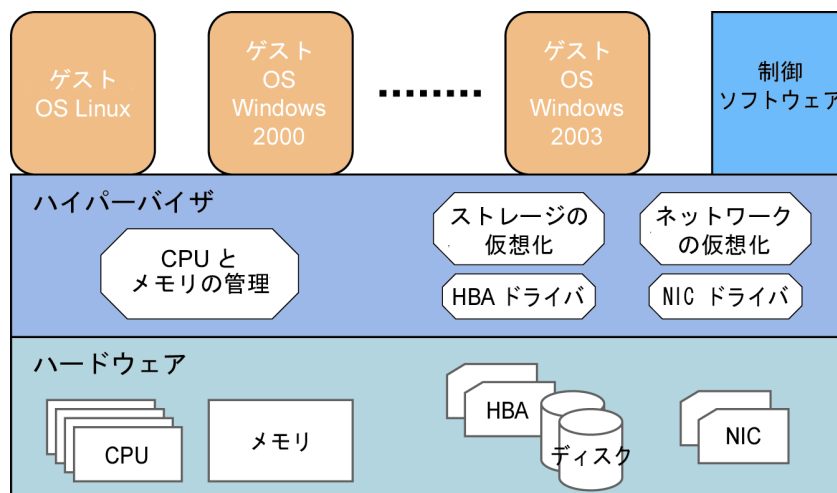 ゲスト
OS Linux
ゲスト
OS
Windows
2000
ゲスト
OS
Windows
2003
制御
ソフトウェア
ハイパーバイザ
CPU と
メモリの管理
ストレージの
仮想化
ネットワーク
の仮想化
HBA ドライバ
NIC ドライバ
ハードウェア
CPU
メモリ
HBA
ディスク
NIC